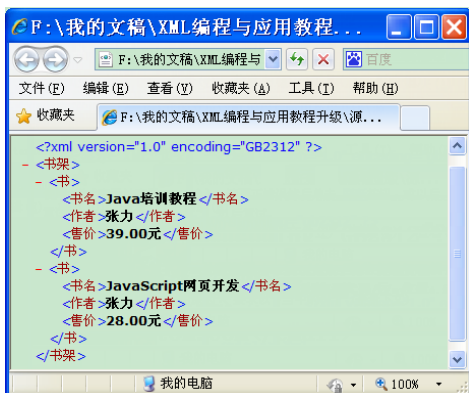 F:\我的文稿\XML编程与应用教程...
F:\我的文稿\XML编程与 百度
文件(F) 编辑(E) 查看(V) 收藏夹(A) 工具(T) 帮助(H)
收藏夹 F:\我的文稿\XML编程与应用教程升级\源...
<?xml version="1.0" encoding="GB2312" ?>
- <书架>
- <书>
<书名>Java培训教程</书名>
<作者>张力</作者>
<售价>39.00元</售价>
</书>
- <书>
<书名>JavaScript网页开发</书名>
<作者>张力</作者>
<售价>28.00元</售价>
</书>
</书架>
我的电脑 100%